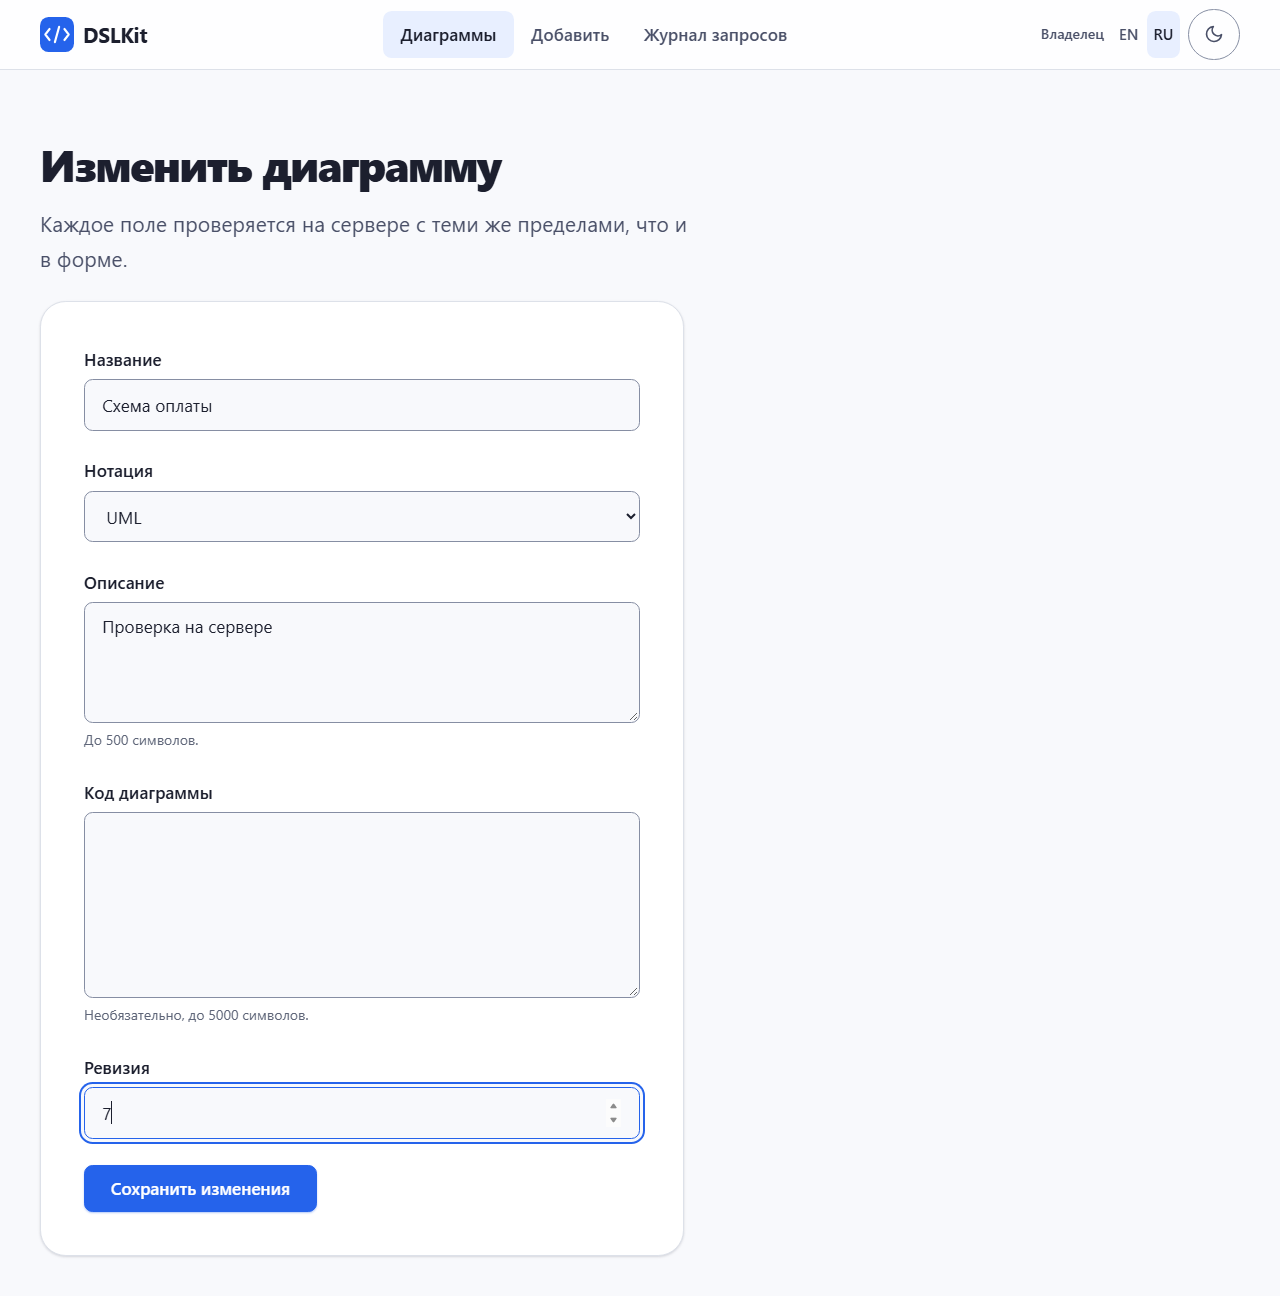 DSLKit
Диаграммы
Добавить
Журнал запросов
Владелец
EN
RU
Изменить диаграмму
Каждое поле проверяется на сервере с теми же пределами, что и
в форме.
Название
Схема оплаты
Нотация
UML
Описание
Проверка на сервере
До 500 символов.
Код диаграммы
Необязательно, до 5000 символов.
Ревизия
7
Сохранить изменения